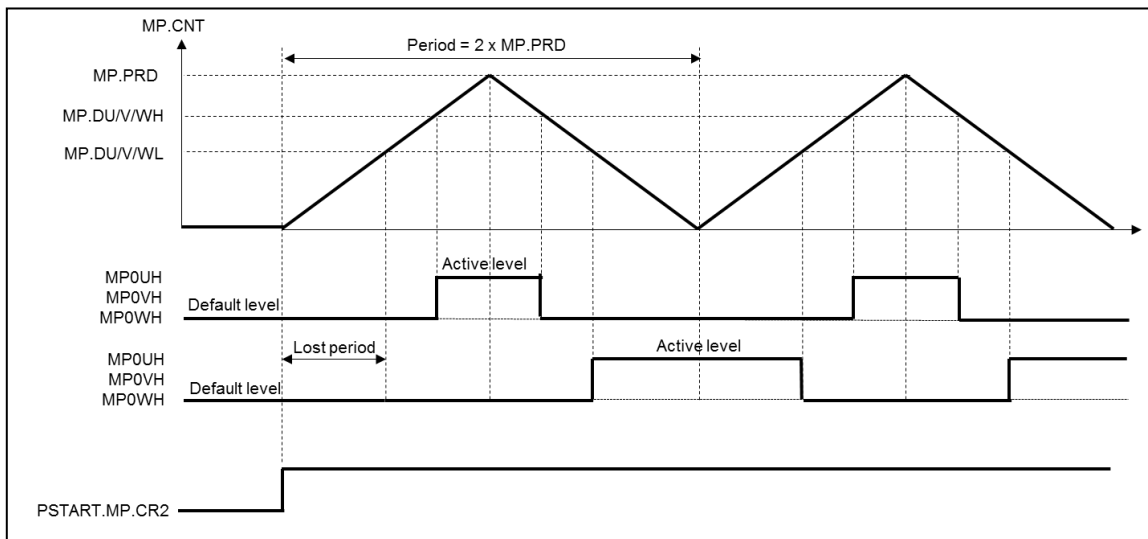 MP.CNT
Period = 2 x MP.PRD
MP.PRD
MP.DU/V/WH
MP.DU/V/WL
MP0UH
MP0VH
MP0WH
Default level
Active level
Lost period
MP0UH
MP0VH
MP0WH
Default level
Active level
PSTART.MP.CR2